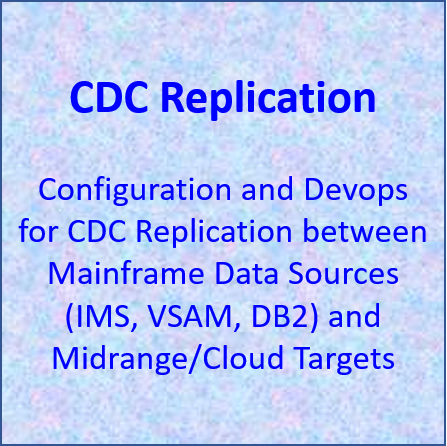 CDC Replication
Configuration and Devops
for CDC Replication between
Mainframe Data Sources
(IMS, VSAM, DB2) and
Midrange/Cloud Targets